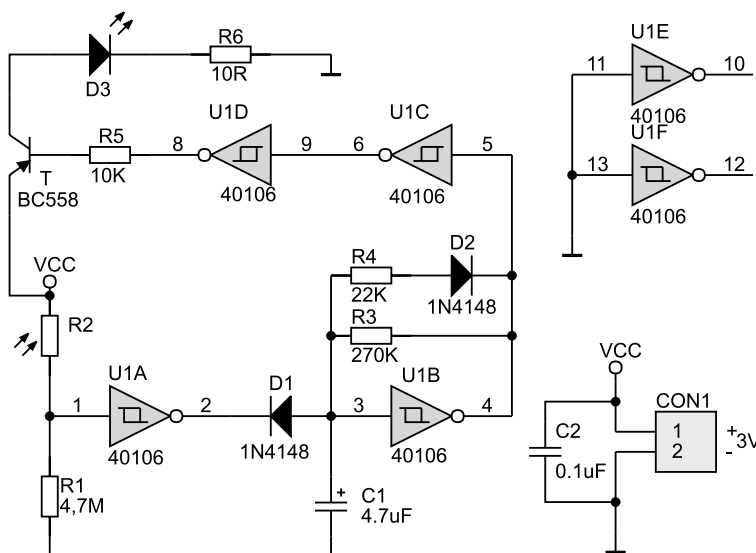 R6
10R
D3
U1E
11
10
40106
U1D
U1C
U1F
R5
8
9
6
5
13
12
10K
T
BC558
40106
40106
40106
VCC
D2
R4
22K
1N4148
R2
R3
270K
VCC
U1A
D1
U1B
CON1
1
2
3
4
1
2
+
-
3V
C2
0.1uF
40106
1N4148
40106
R1
4,7M
+
C1
4.7uF